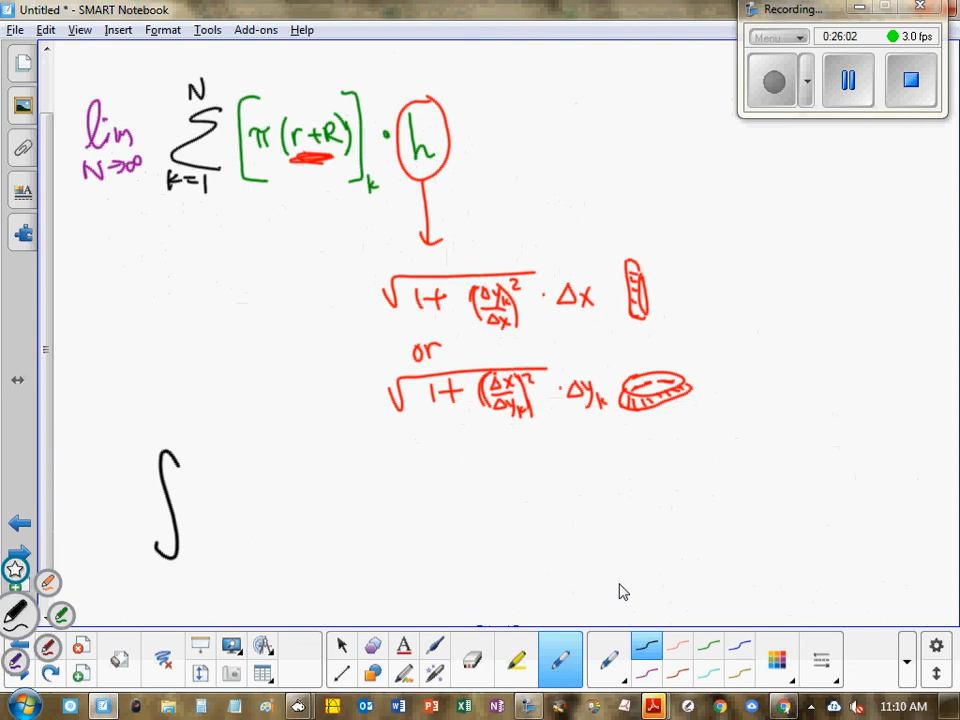 Untitled * - SMART Notebook
File Edit View Insert Format Tools Add-ons Help
Recording...
Menu 0:26:02 3.0 fps
lim N→∞ N Σ k=1 [π(r+R)]k · h
√1+(Δyk/Δx)² · Δx
or
√1+(Δx/Δyk)² · Δyk
∫
11:10 AM